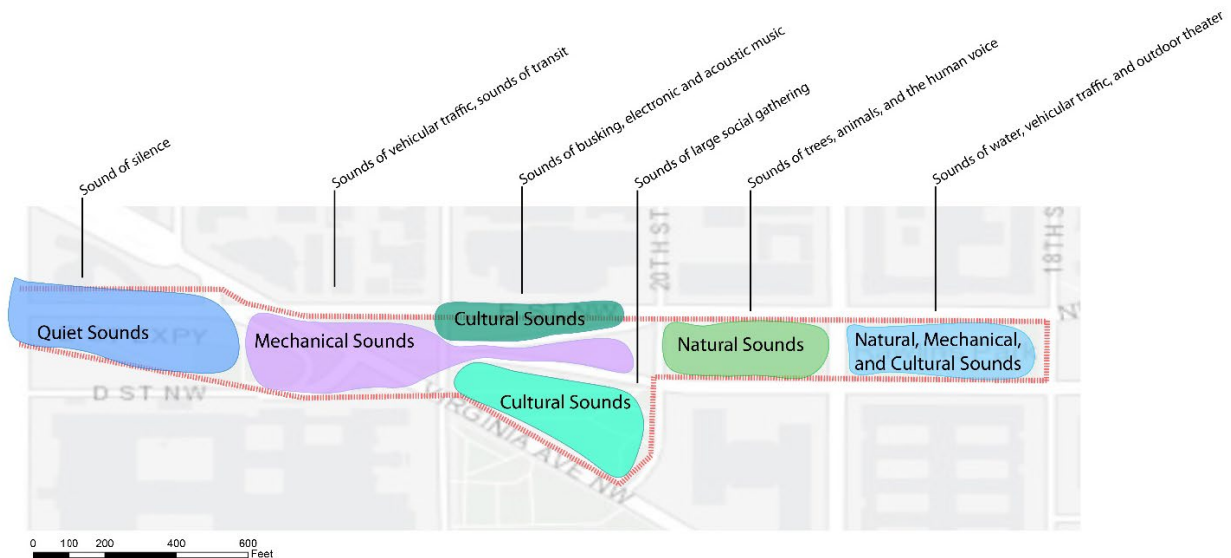 Sound of silence
Sounds of vehicular traffic, sounds of transit
Sounds of busking, electronic and acoustic music
Sounds of large social gathering
Sounds of trees, animals, and the human voice
Sounds of water, vehicular traffic, and outdoor theater
20TH ST
18TH S
E ST NW
N
Quiet Sounds
EXPY
Mechanical Sounds
Cultural Sounds
Natural Sounds
Natural, Mechanical,
and Cultural Sounds
Cultural Sounds
D ST NW
VIRGINIA AVE NW
0 100 200 400 600
Feet